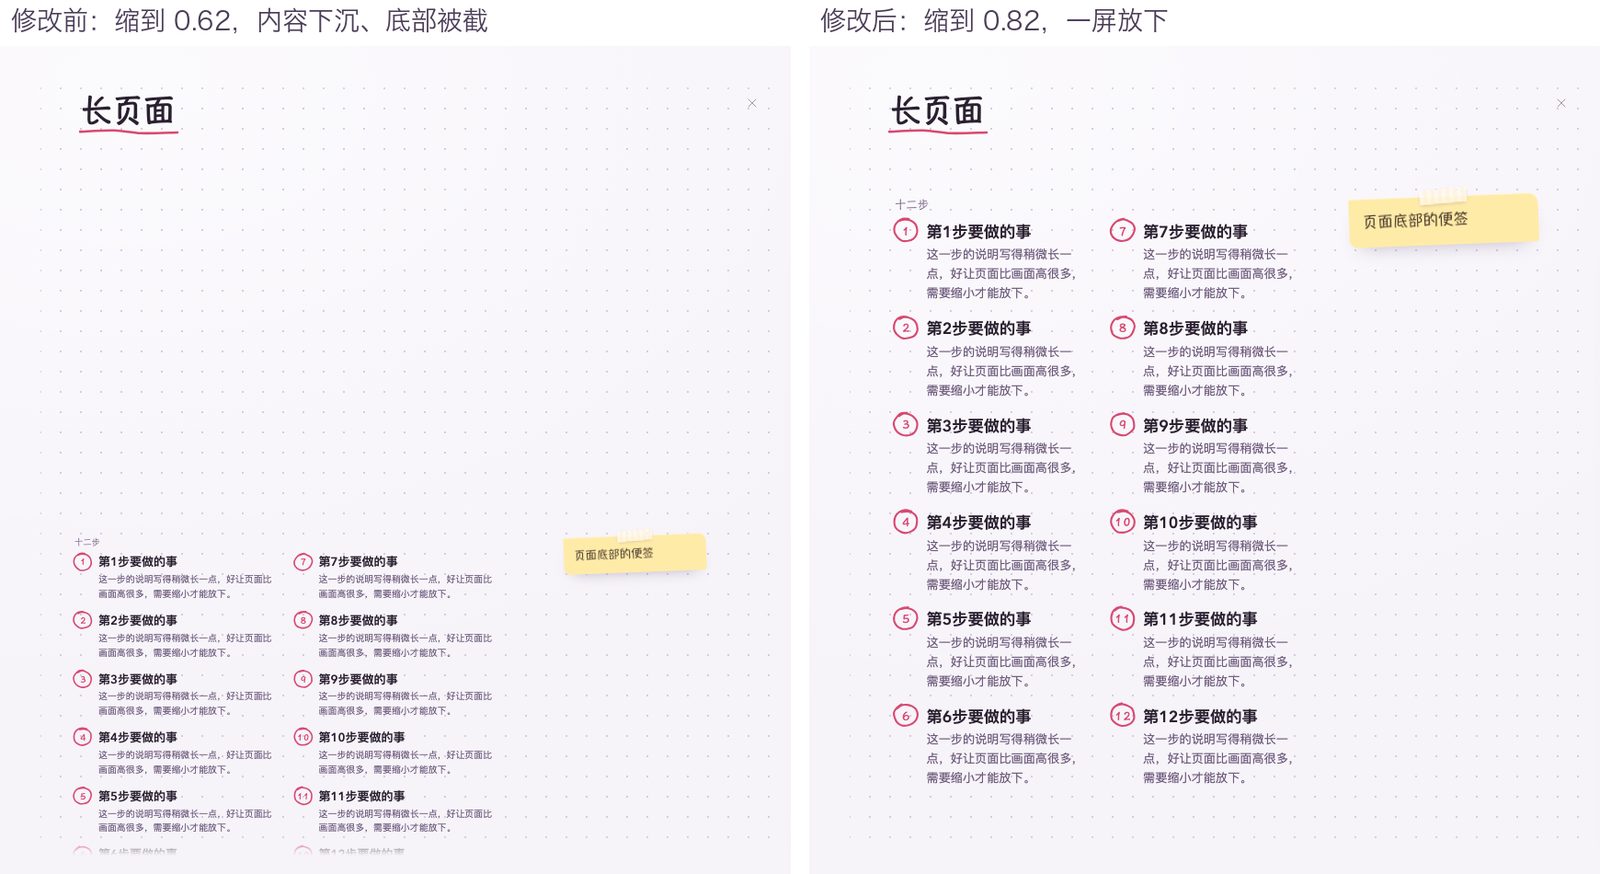 修改前：缩到 0.62，内容下沉、底部被截
长页面
×
十二步
1 第1步要做的事
这一步的说明写得稍微长一点，好让页面比
画面高很多，需要缩小才能放下。
2 第2步要做的事
这一步的说明写得稍微长一点，好让页面比
画面高很多，需要缩小才能放下。
3 第3步要做的事
这一步的说明写得稍微长一点，好让页面比
画面高很多，需要缩小才能放下。
4 第4步要做的事
这一步的说明写得稍微长一点，好让页面比
画面高很多，需要缩小才能放下。
5 第5步要做的事
这一步的说明写得稍微长一点，好让页面比
画面高很多，需要缩小才能放下。
第6步要做的事
7 第7步要做的事
这一步的说明写得稍微长一点，好让页面比
画面高很多，需要缩小才能放下。
8 第8步要做的事
这一步的说明写得稍微长一点，好让页面比
画面高很多，需要缩小才能放下。
9 第9步要做的事
这一步的说明写得稍微长一点，好让页面比
画面高很多，需要缩小才能放下。
10 第10步要做的事
这一步的说明写得稍微长一点，好让页面比
画面高很多，需要缩小才能放下。
11 第11步要做的事
这一步的说明写得稍微长一点，好让页面比
画面高很多，需要缩小才能放下。
第12步要做的事
页面底部的便签
修改后：缩到 0.82，一屏放下
长页面
×
十二步
1 第1步要做的事
这一步的说明写得稍微长一
点，好让页面比画面高很多，
需要缩小才能放下。
2 第2步要做的事
这一步的说明写得稍微长一
点，好让页面比画面高很多，
需要缩小才能放下。
3 第3步要做的事
这一步的说明写得稍微长一
点，好让页面比画面高很多，
需要缩小才能放下。
4 第4步要做的事
这一步的说明写得稍微长一
点，好让页面比画面高很多，
需要缩小才能放下。
5 第5步要做的事
这一步的说明写得稍微长一
点，好让页面比画面高很多，
需要缩小才能放下。
6 第6步要做的事
这一步的说明写得稍微长一
点，好让页面比画面高很多，
需要缩小才能放下。
7 第7步要做的事
这一步的说明写得稍微长一
点，好让页面比画面高很多，
需要缩小才能放下。
8 第8步要做的事
这一步的说明写得稍微长一
点，好让页面比画面高很多，
需要缩小才能放下。
9 第9步要做的事
这一步的说明写得稍微长一
点，好让页面比画面高很多，
需要缩小才能放下。
10 第10步要做的事
这一步的说明写得稍微长一
点，好让页面比画面高很多，
需要缩小才能放下。
11 第11步要做的事
这一步的说明写得稍微长一
点，好让页面比画面高很多，
需要缩小才能放下。
12 第12步要做的事
这一步的说明写得稍微长一
点，好让页面比画面高很多，
需要缩小才能放下。
页面底部的便签